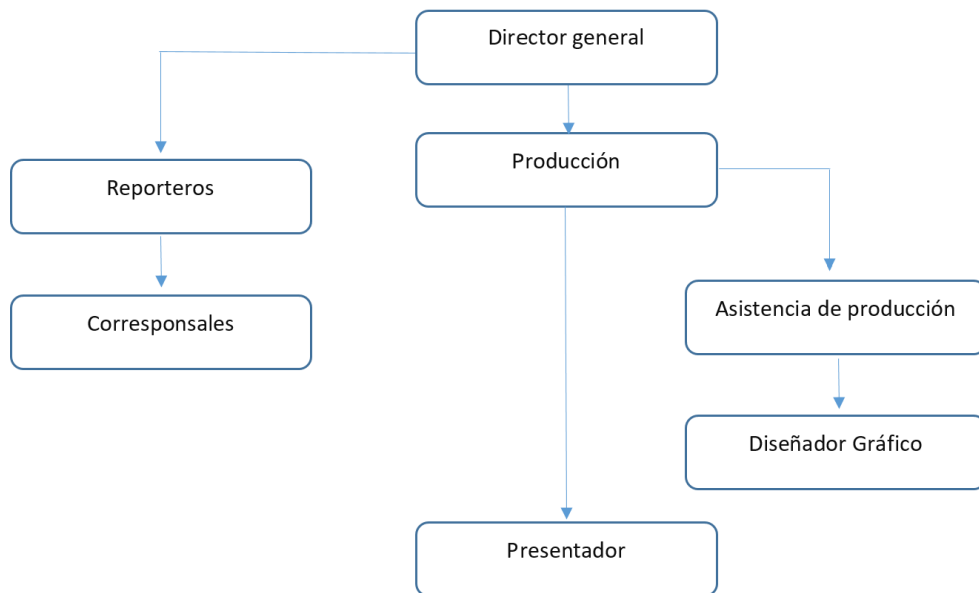 Director general
Producción
Reporteros
Asistencia de producción
Corresponsales
Diseñador Gráfico
Presentador